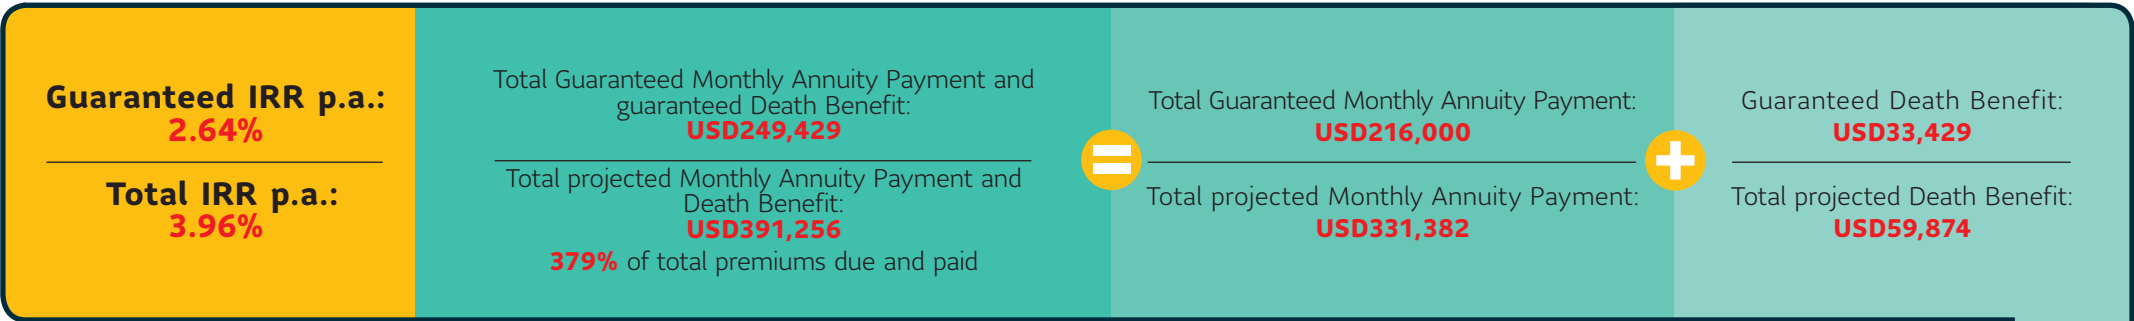 Guaranteed IRR p.a.:
2.64%
Total IRR p.a.:
3.96%
Total Guaranteed Monthly Annuity Payment and
guaranteed Death Benefit:
USD249,429
Total projected Monthly Annuity Payment and
Death Benefit:
USD391,256
379% of total premiums due and paid
=
Total Guaranteed Monthly Annuity Payment:
USD216,000
Total projected Monthly Annuity Payment:
USD331,382
+
Guaranteed Death Benefit:
USD33,429
Total projected Death Benefit:
USD59,874